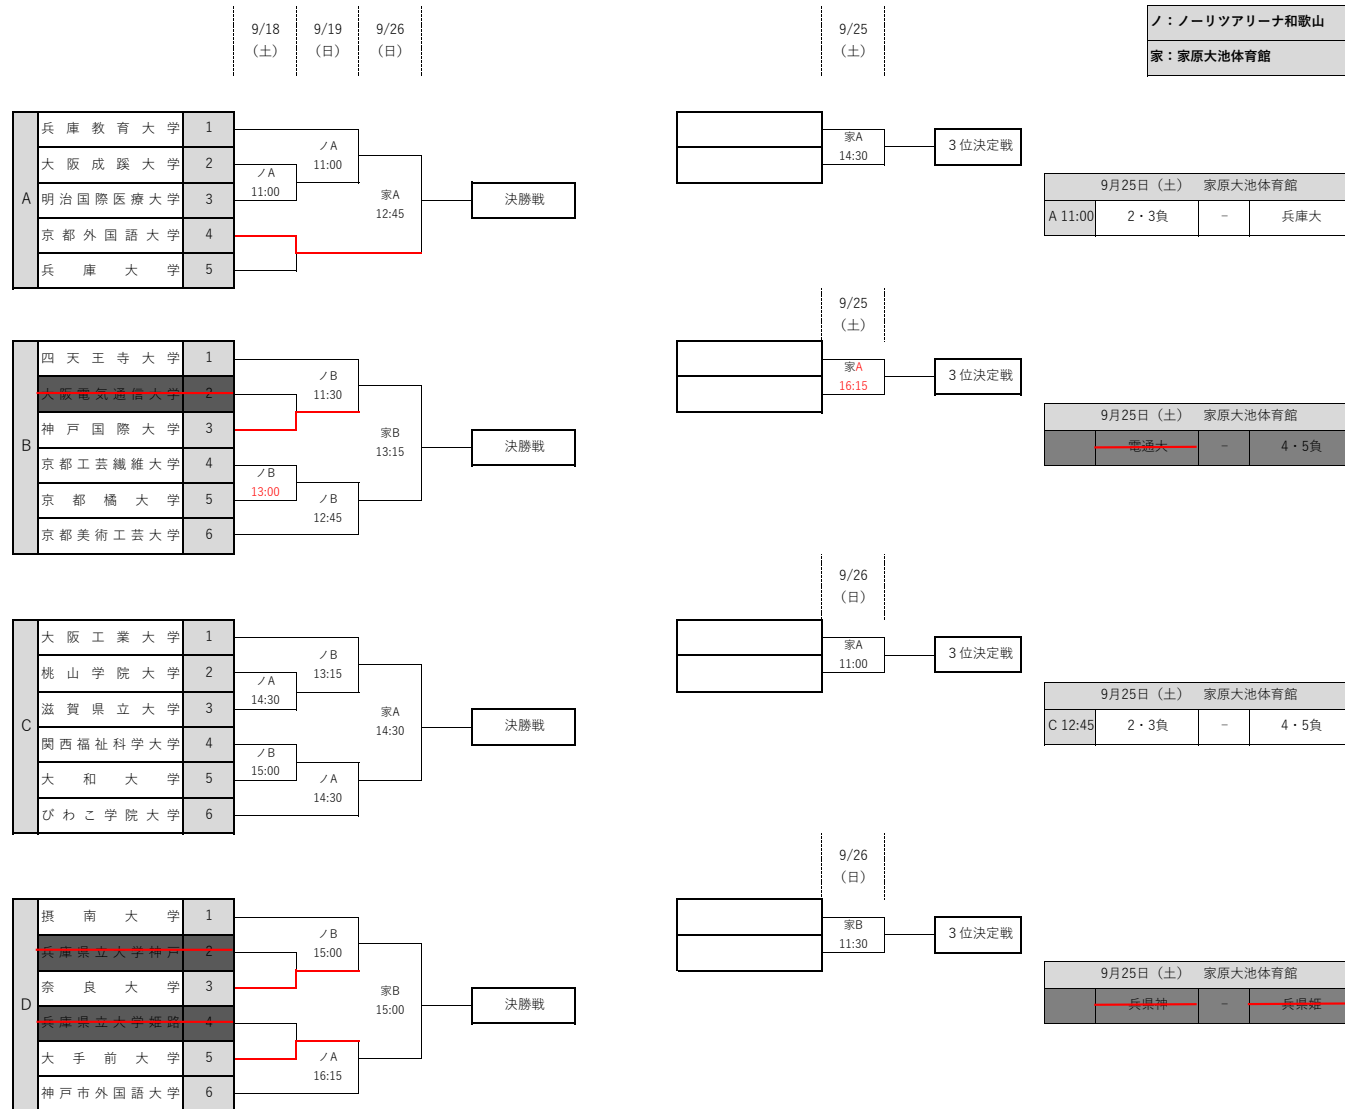 9/18
(土)
9/19
(日)
9/26
(日)
9/25
(土)
ノ：ノーリツアリーナ和歌山
家：家原大池体育館
A
兵庫教育大学 1
大阪成蹊大学 2
明治国際医療大学 3
京都外国語大学 4
兵庫大学 5
ノA
11:00
ノA
11:00
家A
12:45
決勝戦
家A
14:30
３位決定戦
9月25日（土） 家原大池体育館
A 11:00 2・3負 － 兵庫大
B
四天王寺大学 1
大阪電気通信大学 2
神戸国際大学 3
京都工芸繊維大学 4
京都橘大学 5
京都美術工芸大学 6
ノB
11:30
ノB
13:00
ノB
12:45
家B
13:15
決勝戦
9/25
(土)
家A
16:15
３位決定戦
9月25日（土） 家原大池体育館
電通大 － 4・5負
C
大阪工業大学 1
桃山学院大学 2
滋賀県立大学 3
関西福祉科学大学 4
大和大学 5
びわこ学院大学 6
ノB
13:15
ノA
14:30
ノB
15:00
ノA
14:30
家A
14:30
決勝戦
9/26
(日)
家A
11:00
３位決定戦
9月25日（土） 家原大池体育館
C 12:45 2・3負 － 4・5負
D
摂南大学 1
兵庫県立大学神戸 2
奈良大学 3
兵庫県立大学姫路 4
大手前大学 5
神戸市外国語大学 6
ノB
15:00
ノA
16:15
家B
15:00
決勝戦
9/26
(日)
家B
11:30
３位決定戦
9月25日（土） 家原大池体育館
兵県神 － 兵県姫